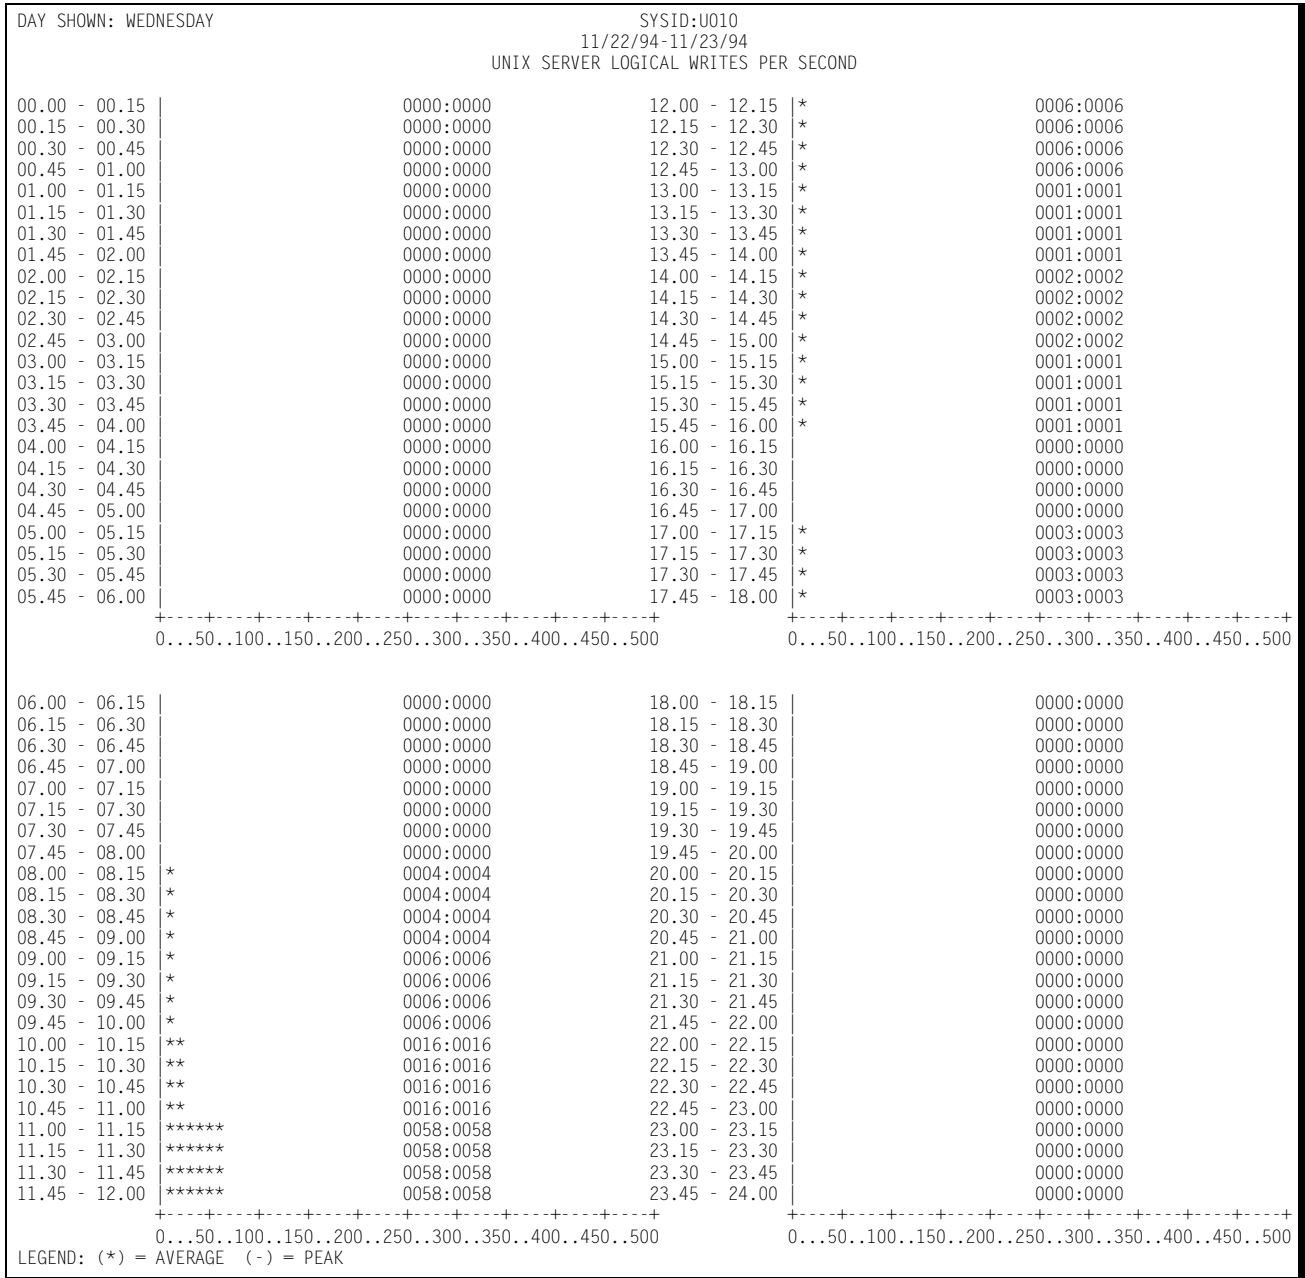 DAY SHOWN: WEDNESDAY SYSID:U010
11/22/94-11/23/94
UNIX SERVER LOGICAL WRITES PER SECOND
00.00 - 00.15 | 0000:0000 12.00 - 12.15 |* 0006:0006
00.15 - 00.30 | 0000:0000 12.15 - 12.30 |* 0006:0006
00.30 - 00.45 | 0000:0000 12.30 - 12.45 |* 0006:0006
00.45 - 01.00 | 0000:0000 12.45 - 13.00 |* 0006:0006
01.00 - 01.15 | 0000:0000 13.00 - 13.15 |* 0001:0001
01.15 - 01.30 | 0000:0000 13.15 - 13.30 |* 0001:0001
01.30 - 01.45 | 0000:0000 13.30 - 13.45 |* 0001:0001
01.45 - 02.00 | 0000:0000 13.45 - 14.00 |* 0001:0001
02.00 - 02.15 | 0000:0000 14.00 - 14.15 |* 0002:0002
02.15 - 02.30 | 0000:0000 14.15 - 14.30 |* 0002:0002
02.30 - 02.45 | 0000:0000 14.30 - 14.45 |* 0002:0002
02.45 - 03.00 | 0000:0000 14.45 - 15.00 |* 0002:0002
03.00 - 03.15 | 0000:0000 15.00 - 15.15 |* 0001:0001
03.15 - 03.30 | 0000:0000 15.15 - 15.30 |* 0001:0001
03.30 - 03.45 | 0000:0000 15.30 - 15.45 |* 0001:0001
03.45 - 04.00 | 0000:0000 15.45 - 16.00 |* 0001:0001
04.00 - 04.15 | 0000:0000 16.00 - 16.15 | 0000:0000
04.15 - 04.30 | 0000:0000 16.15 - 16.30 | 0000:0000
04.30 - 04.45 | 0000:0000 16.30 - 16.45 | 0000:0000
04.45 - 05.00 | 0000:0000 16.45 - 17.00 | 0000:0000
05.00 - 05.15 | 0000:0000 17.00 - 17.15 |* 0003:0003
05.15 - 05.30 | 0000:0000 17.15 - 17.30 |* 0003:0003
05.30 - 05.45 | 0000:0000 17.30 - 17.45 |* 0003:0003
05.45 - 06.00 | 0000:0000 17.45 - 18.00 |* 0003:0003
+----+----+----+----+----+----+----+----+----+----+ +----+----+----+----+----+----+----+----+----+----+
0...50..100..150..200..250..300..350..400..450..500 0...50..100..150..200..250..300..350..400..450..500
06.00 - 06.15 | 0000:0000 18.00 - 18.15 | 0000:0000
06.15 - 06.30 | 0000:0000 18.15 - 18.30 | 0000:0000
06.30 - 06.45 | 0000:0000 18.30 - 18.45 | 0000:0000
06.45 - 07.00 | 0000:0000 18.45 - 19.00 | 0000:0000
07.00 - 07.15 | 0000:0000 19.00 - 19.15 | 0000:0000
07.15 - 07.30 | 0000:0000 19.15 - 19.30 | 0000:0000
07.30 - 07.45 | 0000:0000 19.30 - 19.45 | 0000:0000
07.45 - 08.00 | 0000:0000 19.45 - 20.00 | 0000:0000
08.00 - 08.15 |* 0004:0004 20.00 - 20.15 | 0000:0000
08.15 - 08.30 |* 0004:0004 20.15 - 20.30 | 0000:0000
08.30 - 08.45 |* 0004:0004 20.30 - 20.45 | 0000:0000
08.45 - 09.00 |* 0004:0004 20.45 - 21.00 | 0000:0000
09.00 - 09.15 |* 0006:0006 21.00 - 21.15 | 0000:0000
09.15 - 09.30 |* 0006:0006 21.15 - 21.30 | 0000:0000
09.30 - 09.45 |* 0006:0006 21.30 - 21.45 | 0000:0000
09.45 - 10.00 |* 0006:0006 21.45 - 22.00 | 0000:0000
10.00 - 10.15 |** 0016:0016 22.00 - 22.15 | 0000:0000
10.15 - 10.30 |** 0016:0016 22.15 - 22.30 | 0000:0000
10.30 - 10.45 |** 0016:0016 22.30 - 22.45 | 0000:0000
10.45 - 11.00 |** 0016:0016 22.45 - 23.00 | 0000:0000
11.00 - 11.15 |****** 0058:0058 23.00 - 23.15 | 0000:0000
11.15 - 11.30 |****** 0058:0058 23.15 - 23.30 | 0000:0000
11.30 - 11.45 |****** 0058:0058 23.30 - 23.45 | 0000:0000
11.45 - 12.00 |****** 0058:0058 23.45 - 24.00 | 0000:0000
+----+----+----+----+----+----+----+----+----+----+ +----+----+----+----+----+----+----+----+----+----+
0...50..100..150..200..250..300..350..400..450..500 0...50..100..150..200..250..300..350..400..450..500
LEGEND: (*) = AVERAGE (-) = PEAK